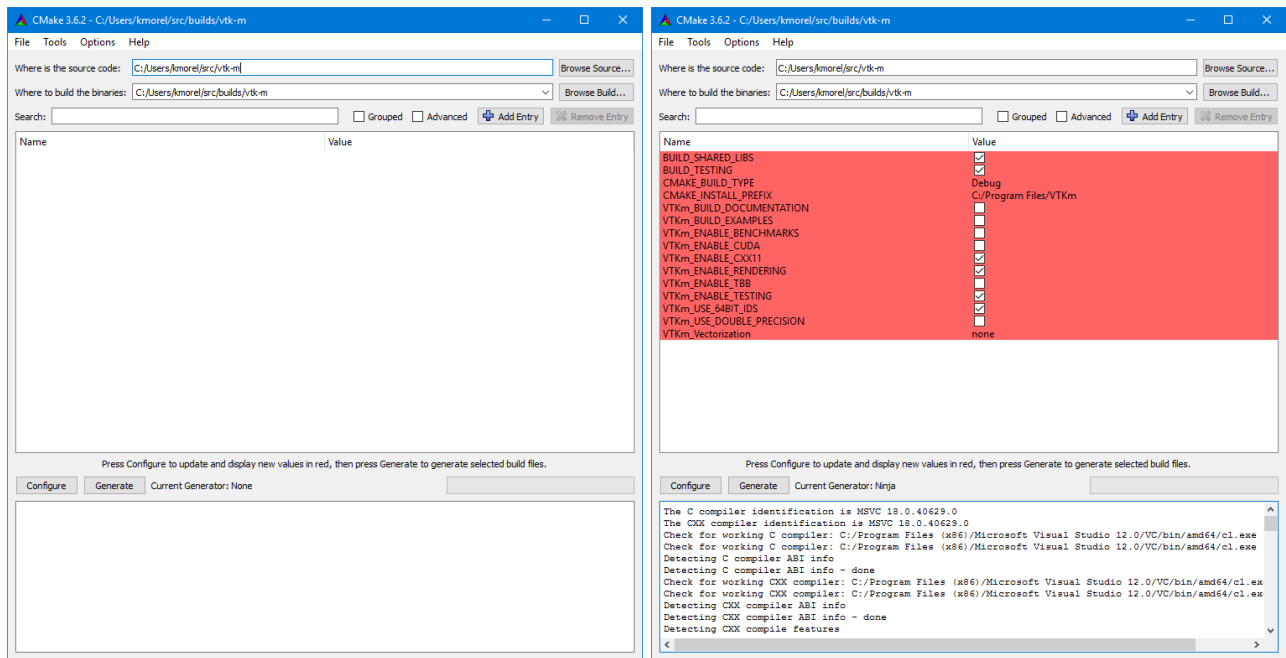 CMake 3.6.2 - C:/Users/kmorel/src/builds/vtk-m
File Tools Options Help
Where is the source code: C:/Users/kmorel/src/vtk-m Browse Source...
Where to build the binaries: C:/Users/kmorel/src/builds/vtk-m Browse Build...
Search: Grouped Advanced Add Entry Remove Entry
Name Value
Press Configure to update and display new values in red, then press Generate to generate selected build files.
Configure Generate Current Generator: None
CMake 3.6.2 - C:/Users/kmorel/src/builds/vtk-m
File Tools Options Help
Where is the source code: C:/Users/kmorel/src/vtk-m Browse Source...
Where to build the binaries: C:/Users/kmorel/src/builds/vtk-m Browse Build...
Search: Grouped Advanced Add Entry Remove Entry
Name Value
BUILD_SHARED_LIBS
BUILD_TESTING
CMAKE_BUILD_TYPE Debug
CMAKE_INSTALL_PREFIX C:/Program Files/VTKm
VTKm_BUILD_DOCUMENTATION
VTKm_BUILD_EXAMPLES
VTKm_ENABLE_BENCHMARKS
VTKm_ENABLE_CUDA
VTKm_ENABLE_CXX11
VTKm_ENABLE_RENDERING
VTKm_ENABLE_TBB
VTKm_ENABLE_TESTING
VTKm_USE_64BIT_IDS
VTKm_USE_DOUBLE_PRECISION
VTKm_Vectorization none
Press Configure to update and display new values in red, then press Generate to generate selected build files.
Configure Generate Current Generator: Ninja
The C compiler identification is MSVC 18.0.40629.0
The CXX compiler identification is MSVC 18.0.40629.0
Check for working C compiler: C:/Program Files (x86)/Microsoft Visual Studio 12.0/VC/bin/amd64/cl.exe
Check for working C compiler: C:/Program Files (x86)/Microsoft Visual Studio 12.0/VC/bin/amd64/cl.exe
Detecting C compiler ABI info
Detecting C compiler ABI info - done
Check for working CXX compiler: C:/Program Files (x86)/Microsoft Visual Studio 12.0/VC/bin/amd64/cl.ex
Check for working CXX compiler: C:/Program Files (x86)/Microsoft Visual Studio 12.0/VC/bin/amd64/cl.ex
Detecting CXX compiler ABI info
Detecting CXX compiler ABI info - done
Detecting CXX compile features